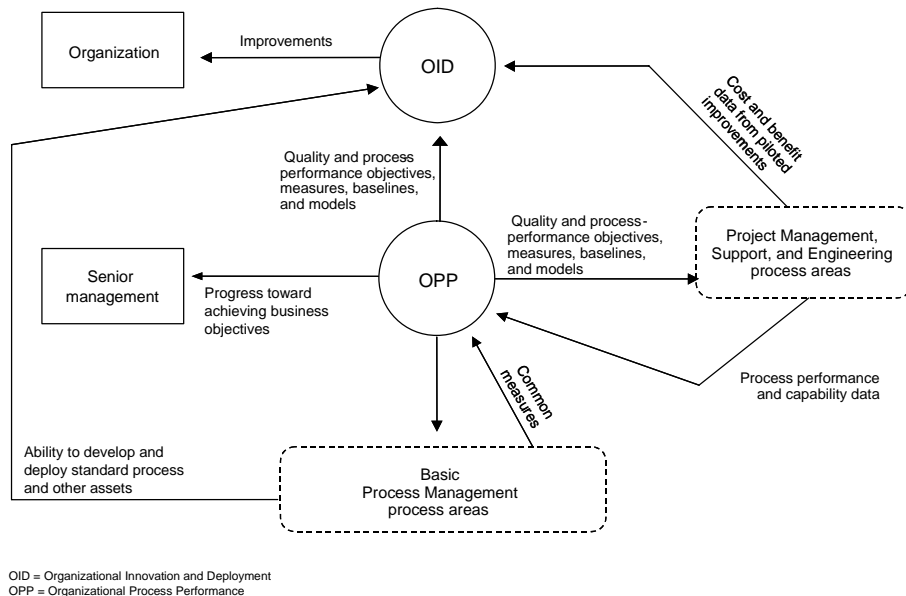 Organization
Improvements
OID
Cost and benefit
data from piloted
improvements
Quality and process-
performance objectives,
measures, baselines,
and models
Quality and process-
performance objectives,
measures, baselines,
and models
Project Management,
Support, and Engineering
process areas
Senior
management
OPP
Progress toward
achieving business
objectives
Common
measures
Process performance
and capability data
Ability to develop and
deploy standard process
and other assets
Basic
Process Management
process areas
OID = Organizational Innovation and Deployment
OPP = Organizational Process Performance